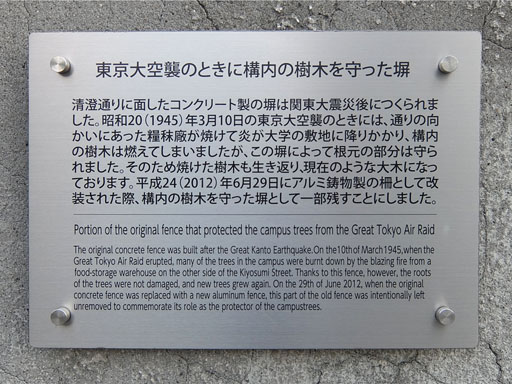 東京大空襲のときに構内の樹木を守った塀
清澄通りに面したコンクリート製の塀は関東大震災後につくられま
した。昭和20(1945)年3月10日の東京大空襲のときには、通りの向
かいにあった糧秣廠が焼けて炎が大学の敷地に降りかかり、構内
の樹木は燃えてしまいましたが、この塀によって根元の部分は守ら
れました。そのため焼けた樹木も生き返り、現在のような大木になっ
ております。平成24(2012)年6月29日にアルミ鋳物製の柵として改
装された際、構内の樹木を守った塀として一部残すことにしました。
Portion of the original fence that protected the campus trees from the Great Tokyo Air Raid
The original concrete fence was built after the Great Kanto Earthquake.On the10th of March1945,when the
Great Tokyo Air Raid erupted, many of the trees in the campus were burnt down by the blazing fire from a
food-storage warehouse on the other side of the Kiyosumi Street. Thanks to this fence, however, the roots
of the trees were not damaged, and new trees grew again. On the 29th of June 2012, when the original
concrete fence was replaced with a new aluminum fence, this part of the old fence was intentionally left
unremoved to commemorate its role as the protector of the campustrees.